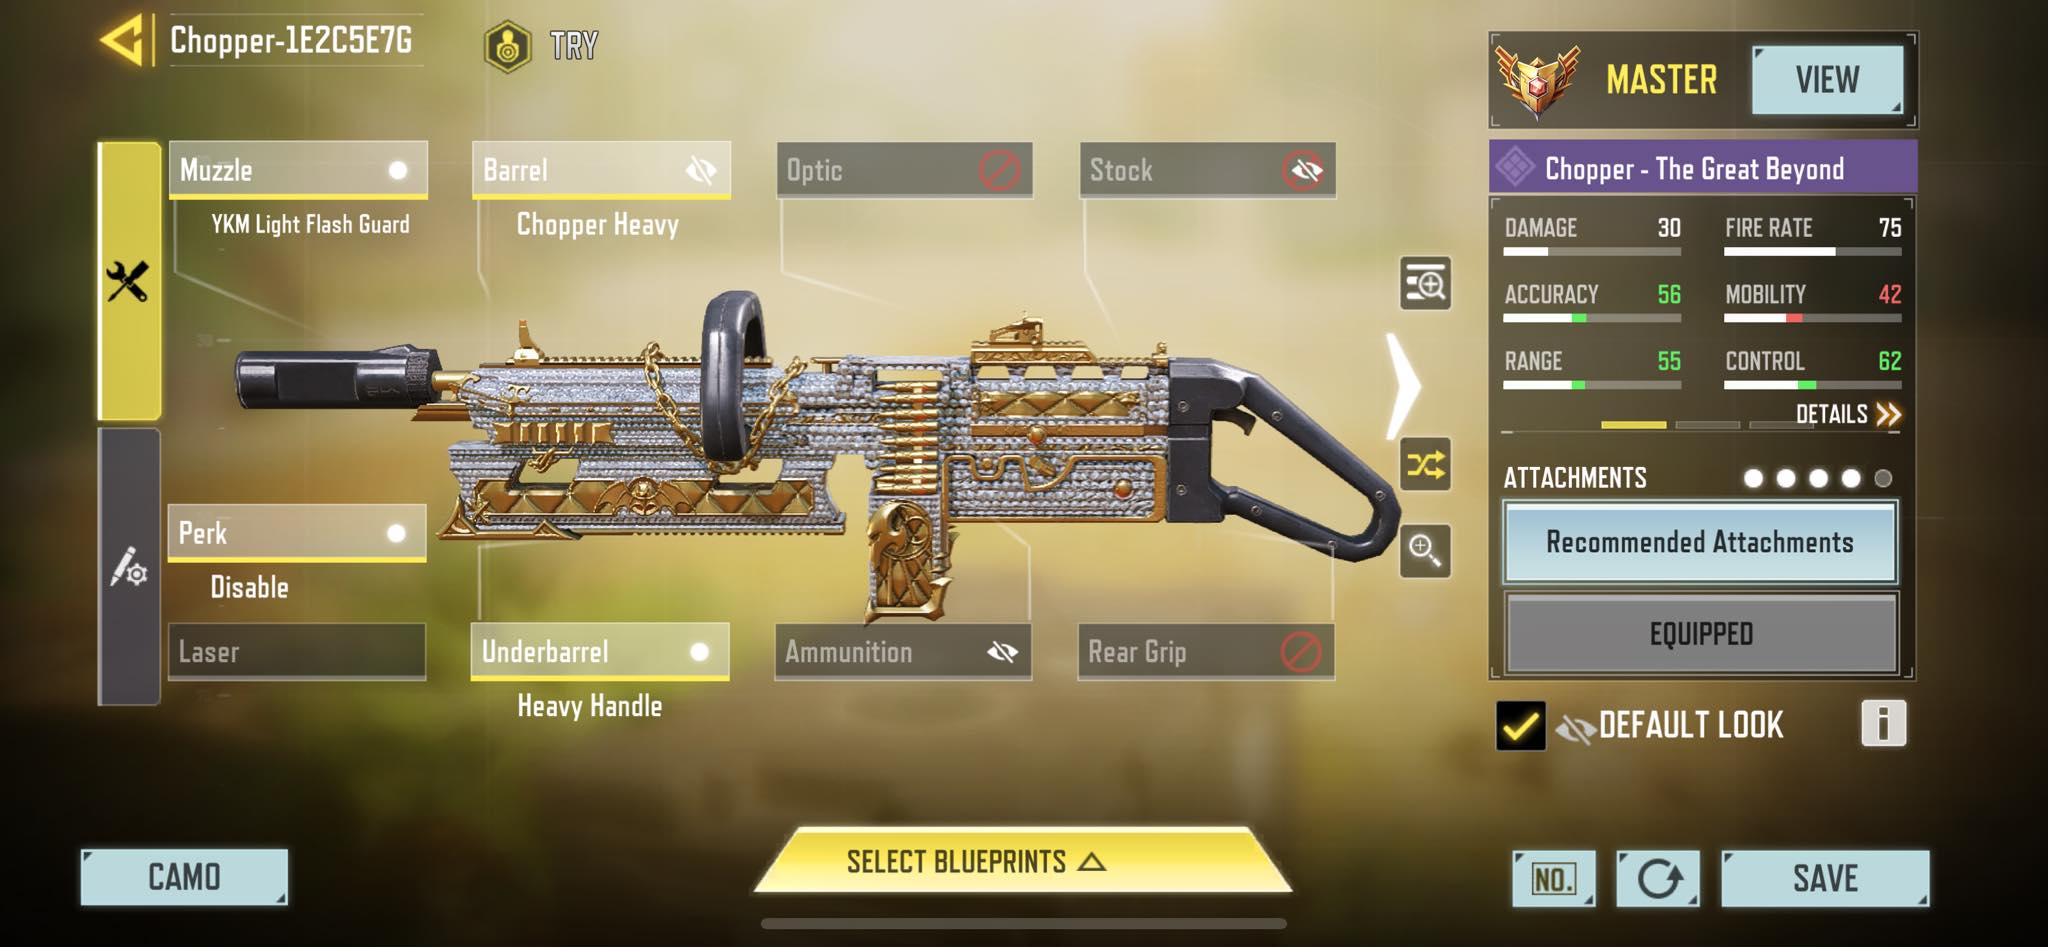 Chopper-1E2C5E7G
TRY
MASTER
VIEW
Muzzle
YKM Light Flash Guard
Barrel
Chopper Heavy
Optic
Stock
Chopper - The Great Beyond
DAMAGE 30
FIRE RATE 75
ACCURACY 56
MOBILITY 42
RANGE 55
CONTROL 62
DETAILS
ATTACHMENTS
Recommended Attachments
EQUIPPED
DEFAULT LOOK
Perk
Disable
Laser
Underbarrel
Heavy Handle
Ammunition
Rear Grip
CAMO
SELECT BLUEPRINTS
NO.
SAVE